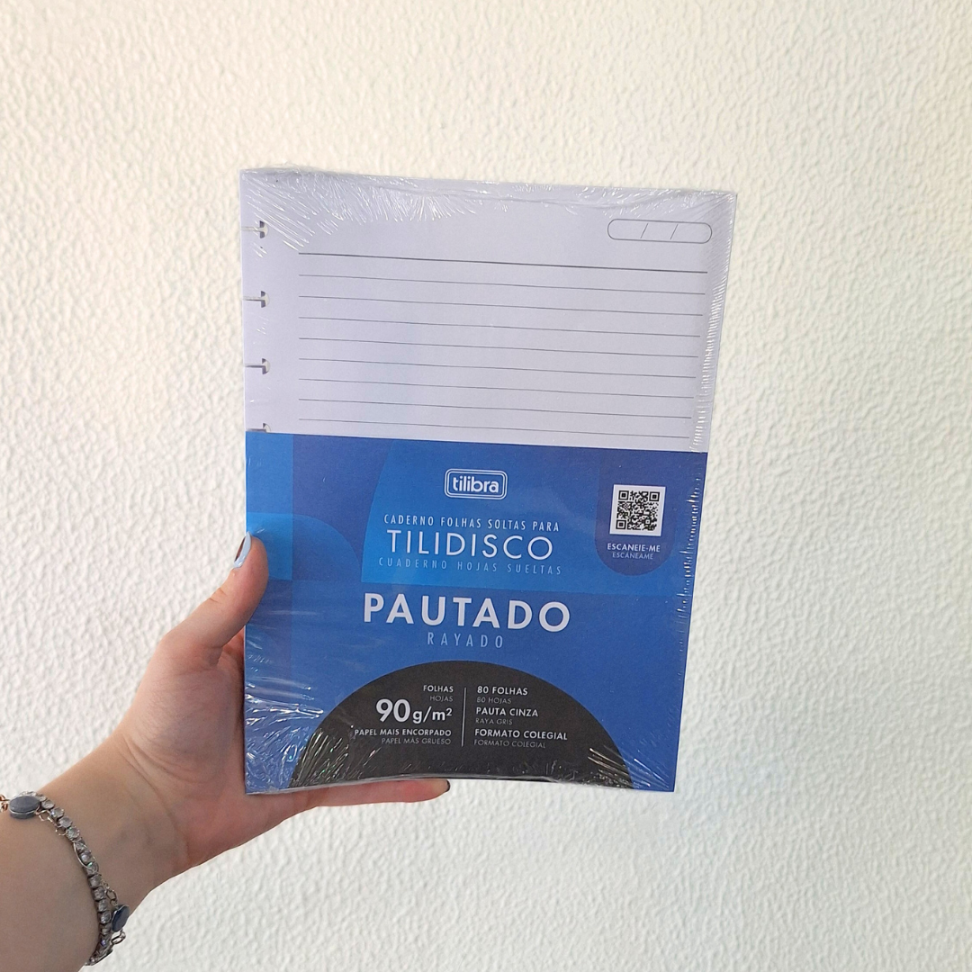 / /
tilibra
CADERNO FOLHAS SOLTAS PARA
TILIDISCO
CUADERNO HOJAS SUELTAS
ESCANEIE-ME
ESCANÉAME
PAUTADO
RAYADO
FOLHAS
HOJAS
90g/m²
PAPEL MAIS ENCORPADO
PAPEL MÁS GRUESO
80 FOLHAS
80 HOJAS
PAUTA CINZA
RAYA GRIS
FORMATO COLEGIAL
FORMATO COLEGIAL